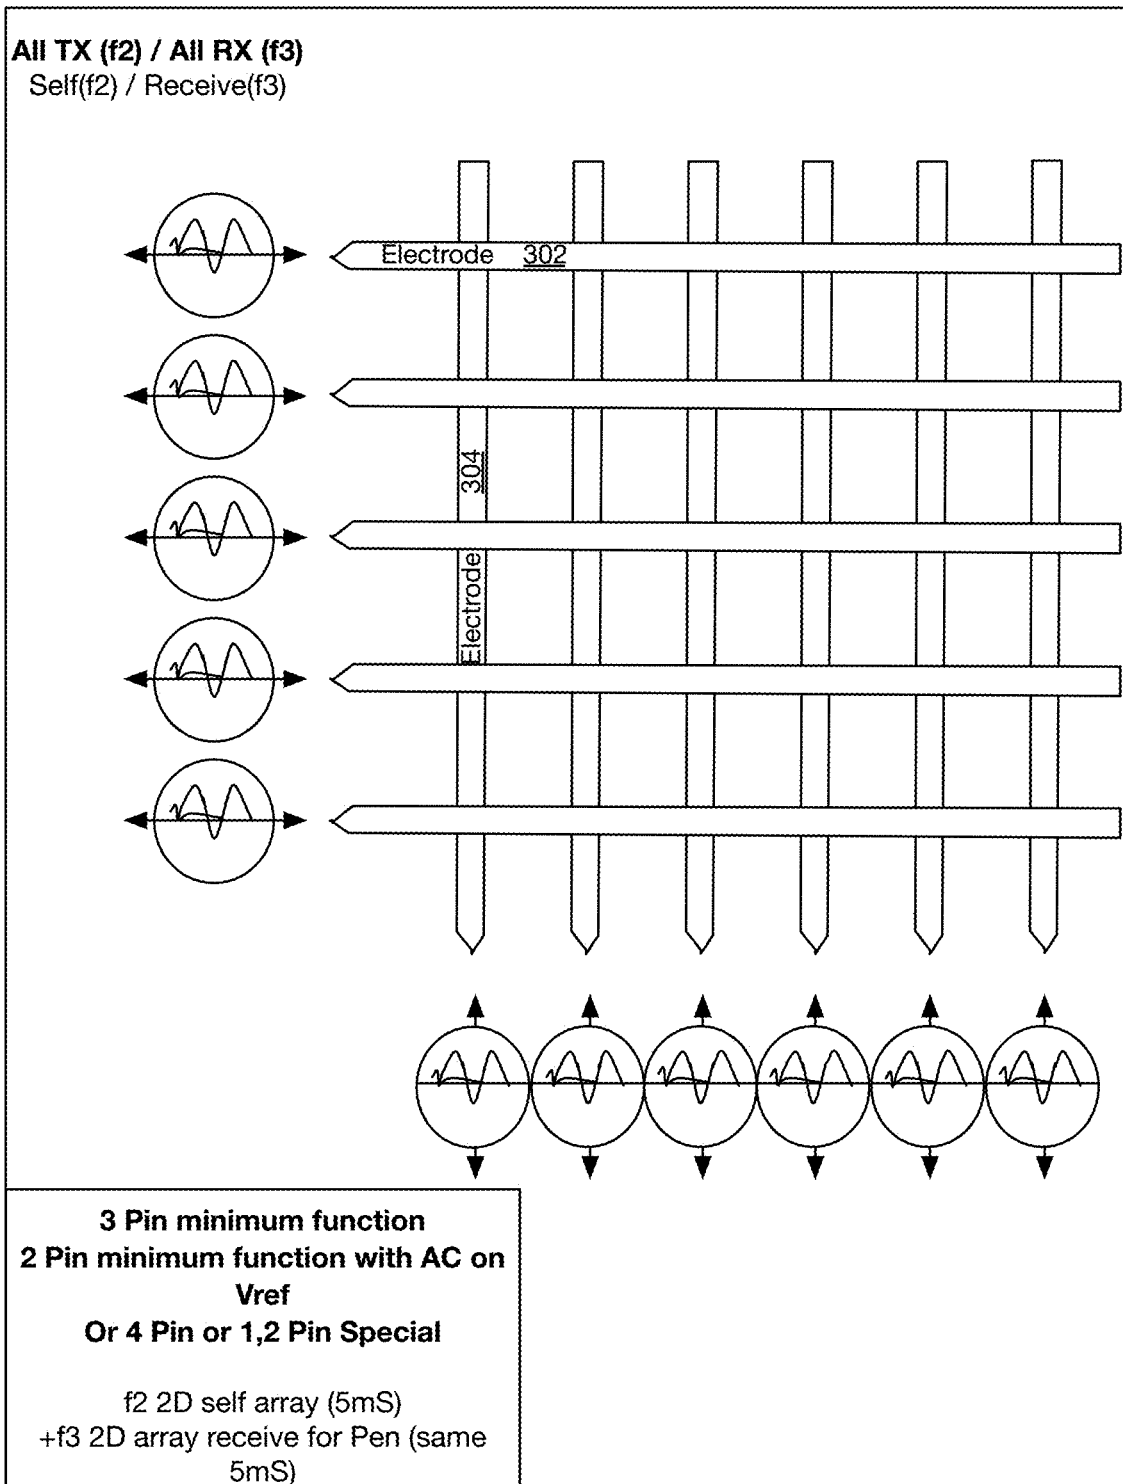 All TX (f2) / All RX (f3)
Self(f2) / Receive(f3)
Electrode 302
Electrode 304
3 Pin minimum function
2 Pin minimum function with AC on
Vref
Or 4 Pin or 1,2 Pin Special
f2 2D self array (5mS)
+f3 2D array receive for Pen (same
5mS)